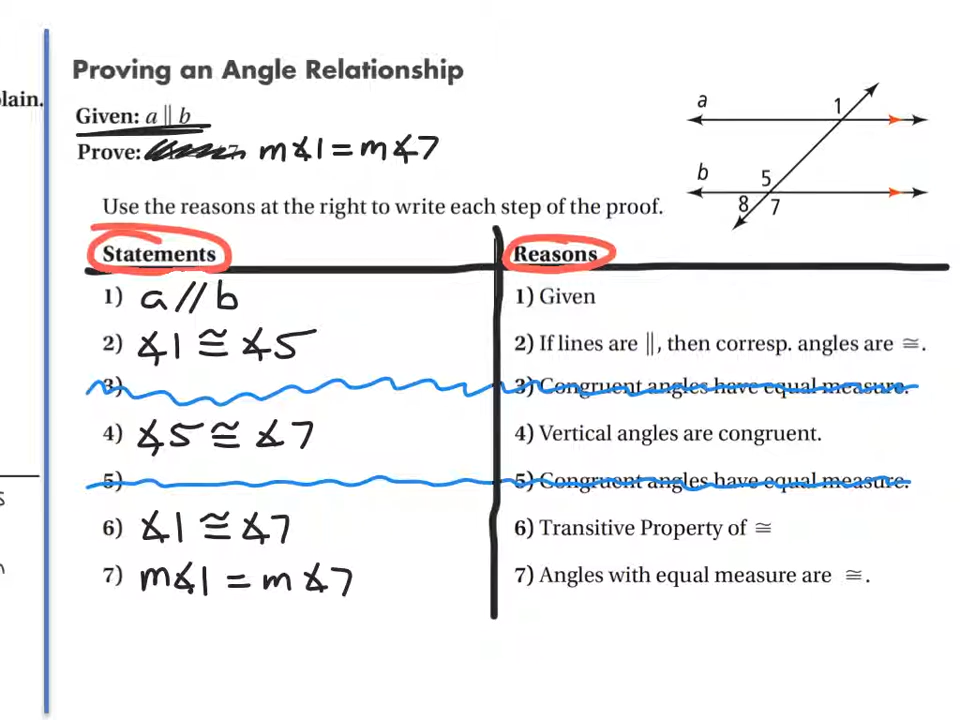 plain.
Proving an Angle Relationship
Given: a ∥ b
Prove: m∡1 = m∡7
a
1
b
5
8
7
Use the reasons at the right to write each step of the proof.
Statements
Reasons
1) a // b
1) Given
2) ∡1 ≅ ∡5
2) If lines are ∥, then corresp. angles are ≅.
3)
3) Congruent angles have equal measure.
4) ∡5 ≅ ∡7
4) Vertical angles are congruent.
5)
5) Congruent angles have equal measure.
6) ∡1 ≅ ∡7
6) Transitive Property of ≅
7) m∡1 = m∡7
7) Angles with equal measure are ≅.